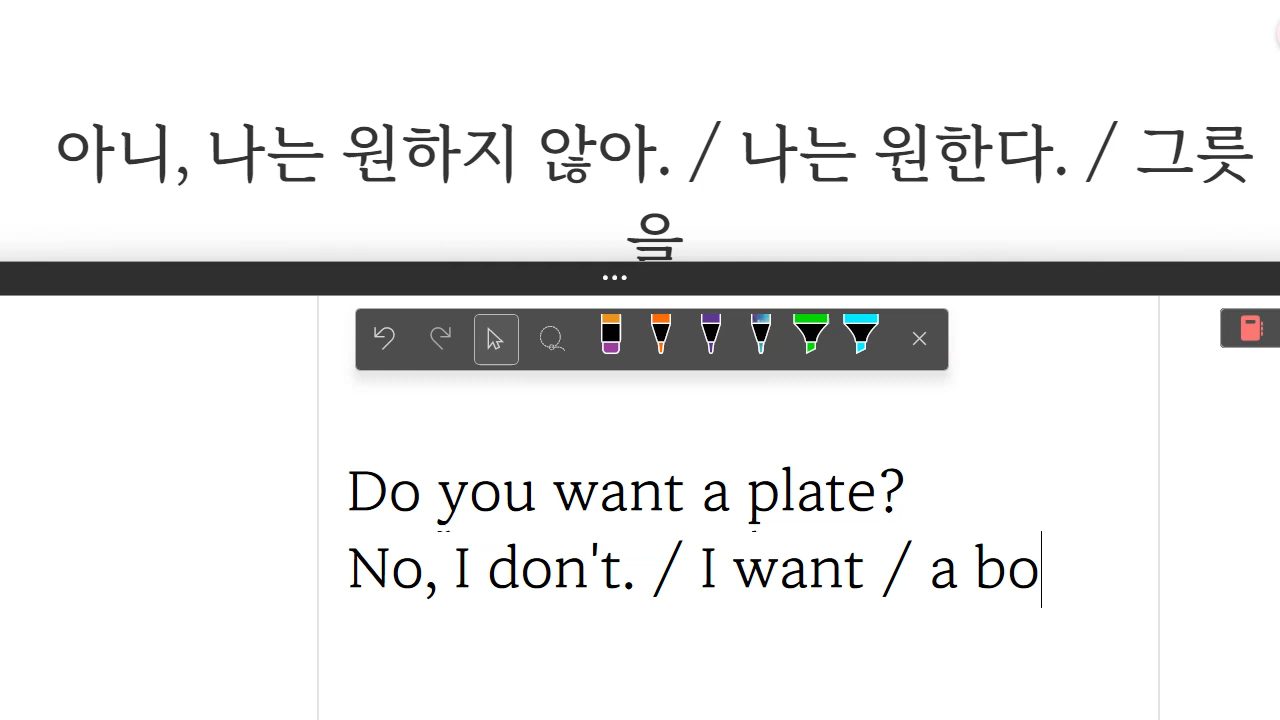 아니, 나는 원하지 않아. / 나는 원한다. / 그릇
을
Do you want a plate?
No, I don't. / I want / a bo